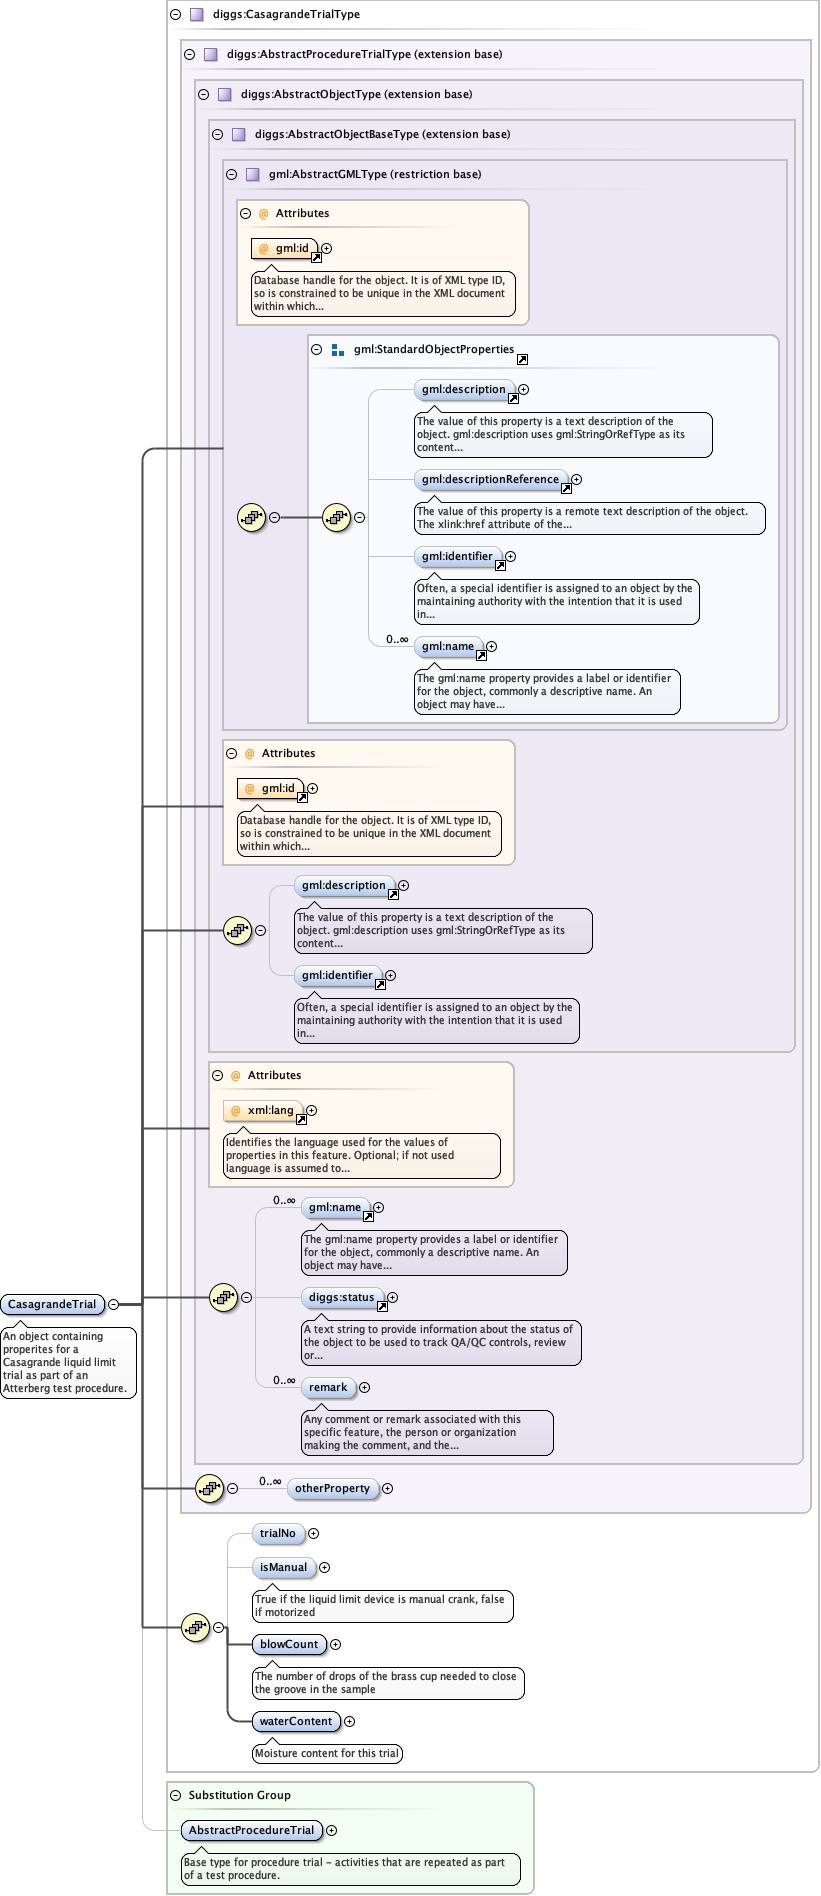 diggs:CasagrandeTrialType
diggs:AbstractProcedureTrialType (extension base)
diggs:AbstractObjectType (extension base)
diggs:AbstractObjectBaseType (extension base)
gml:AbstractGMLType (restriction base)
@ Attributes
@ gml:id
Database handle for the object. It is of XML type ID,
so is constrained to be unique in the XML document
within which...
gml:StandardObjectProperties
gml:description
The value of this property is a text description of the
object. gml:description uses gml:StringOrRefType as its
content...
gml:descriptionReference
The value of this property is a remote text description of the object.
The xlink:href attribute of the...
gml:identifier
Often, a special identifier is assigned to an object by the
maintaining authority with the intention that it is used
in...
0..∞
gml:name
The gml:name property provides a label or identifier
for the object, commonly a descriptive name. An
object may have...
@ Attributes
@ gml:id
Database handle for the object. It is of XML type ID,
so is constrained to be unique in the XML document
within which...
gml:description
The value of this property is a text description of the
object. gml:description uses gml:StringOrRefType as its
content...
gml:identifier
Often, a special identifier is assigned to an object by the
maintaining authority with the intention that it is used
in...
@ Attributes
@ xml:lang
Identifies the language used for the values of
properties in this feature. Optional; if not used
language is assumed to...
0..∞
gml:name
The gml:name property provides a label or identifier
for the object, commonly a descriptive name. An
object may have...
diggs:status
A text string to provide information about the status of
the object to be used to track QA/QC controls, review
or...
0..∞
remark
Any comment or remark associated with this
specific feature, the person or organization
making the comment, and the...
CasagrandeTrial
An object containing
properites for a
Casagrande liquid limit
trial as part of an
Atterberg test procedure.
0..∞
otherProperty
trialNo
isManual
True if the liquid limit device is manual crank, false
if motorized
blowCount
The number of drops of the brass cup needed to close
the groove in the sample
waterContent
Moisture content for this trial
Substitution Group
AbstractProcedureTrial
Base type for procedure trial - activities that are repeated as part
of a test procedure.